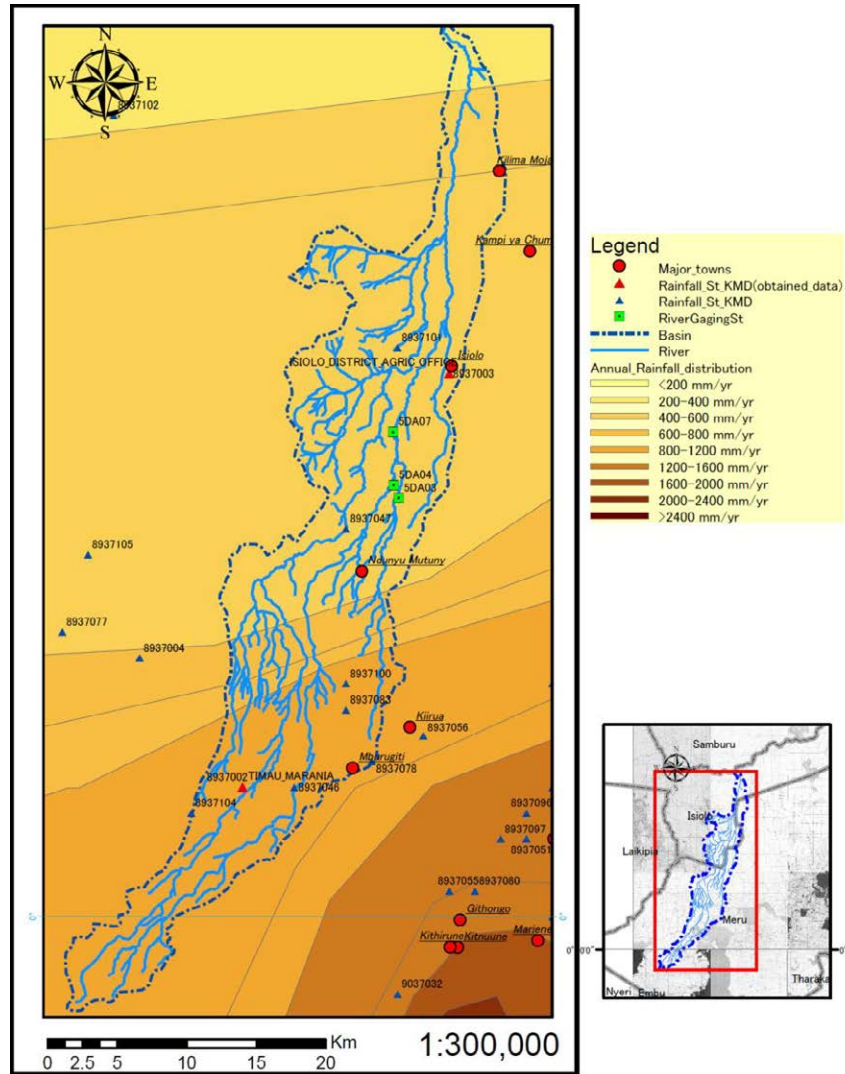 N
W E
S
8937102
Kilima Moja
Kampi ya Chum
8937101
ISIOLO_DISTRICT_AGRIC_OFFICE
Isiolo
8937003
5DA07
5DA04
5DA03
8937047
8937105
Ndunyu Mutuny
8937077
8937004
8937100
8937083
Kiirua
8937056
Mburugiti
8937078
8937002
TIMAU_MARANIA
8937046
8937104
8937096
8937097
8937051
8937055
8937080
Githongo
Kithirune
Kitnuune
Mariene
9037032
0 2.5 5 10 15 20 Km
1:300,000
Legend
Major_towns
Rainfall_St_KMD(obtained_data)
Rainfall_St_KMD
RiverGagingSt
Basin
River
Annual_Rainfall_distribution
<200 mm/yr
200-400 mm/yr
400-600 mm/yr
600-800 mm/yr
800-1200 mm/yr
1200-1600 mm/yr
1600-2000 mm/yr
2000-2400 mm/yr
>2400 mm/yr
Samburu
Isiolo
Laikipia
Meru
Tharaka
Nyeri
Embu